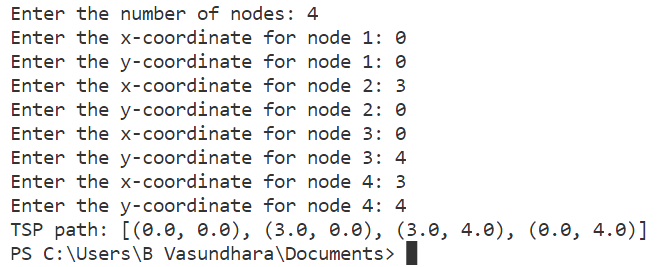 Enter the number of nodes: 4
Enter the x-coordinate for node 1: 0
Enter the y-coordinate for node 1: 0
Enter the x-coordinate for node 2: 3
Enter the y-coordinate for node 2: 0
Enter the x-coordinate for node 3: 0
Enter the y-coordinate for node 3: 4
Enter the x-coordinate for node 4: 3
Enter the y-coordinate for node 4: 4
TSP path: [(0.0, 0.0), (3.0, 0.0), (3.0, 4.0), (0.0, 4.0)]
PS C:\Users\B Vasundhara\Documents>